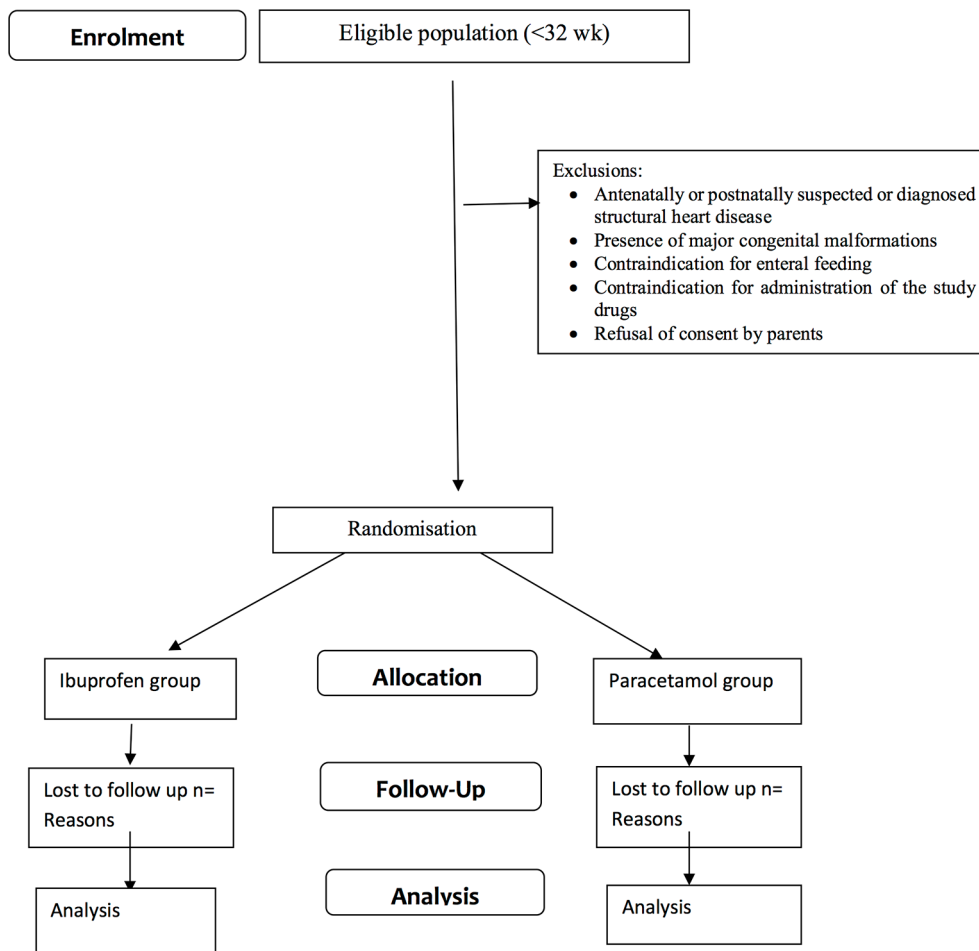 Enrolment
Eligible population (<32 wk)
Exclusions:
• Antenatally or postnatally suspected or diagnosed
structural heart disease
• Presence of major congenital malformations
• Contraindication for enteral feeding
• Contraindication for administration of the study
drugs
• Refusal of consent by parents
Randomisation
Ibuprofen group
Allocation
Paracetamol group
Lost to follow up n=
Reasons
Follow-Up
Lost to follow up n=
Reasons
Analysis
Analysis
Analysis